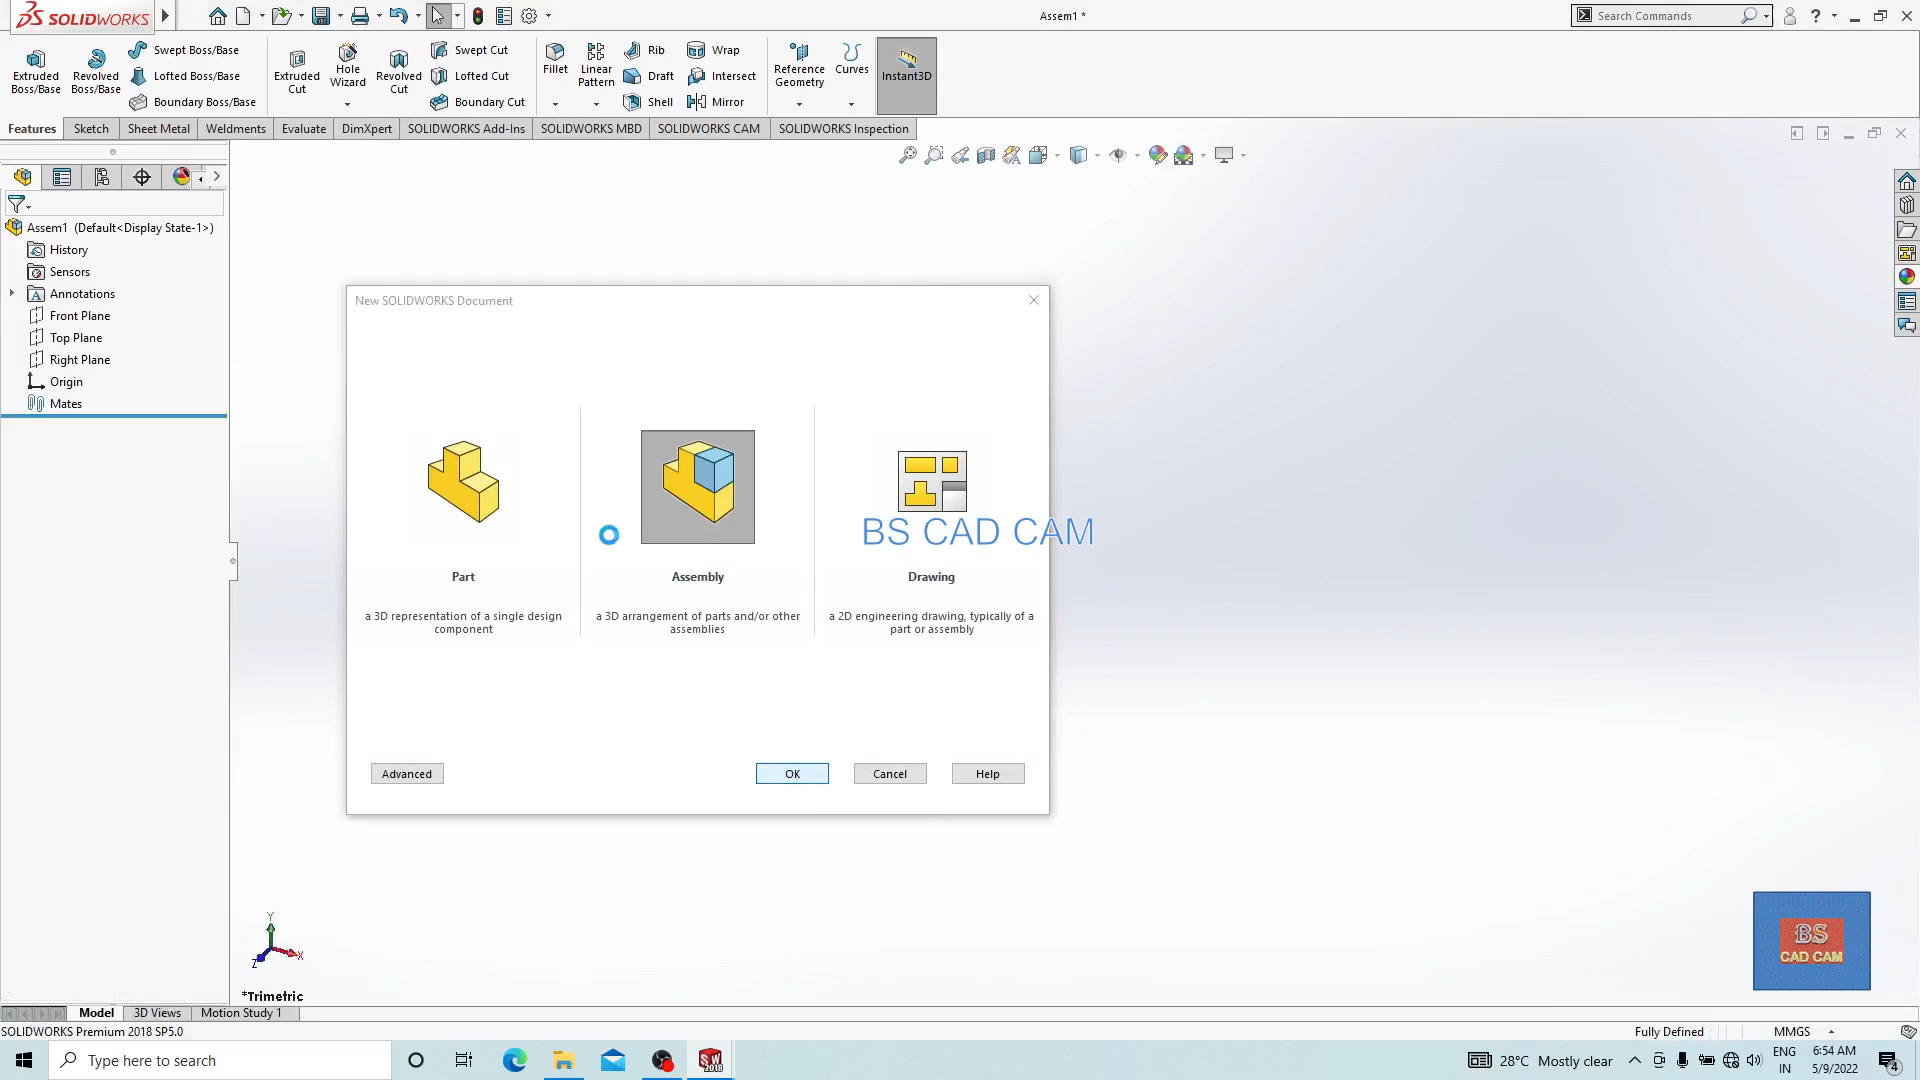 SOLIDWORKS
Assem1 *
Search Commands
?
Extruded
Boss/Base
Revolved
Boss/Base
Swept Boss/Base
Lofted Boss/Base
Boundary Boss/Base
Extruded
Cut
Hole
Wizard
Revolved
Cut
Swept Cut
Lofted Cut
Boundary Cut
Fillet
Linear
Pattern
Rib
Draft
Shell
Wrap
Intersect
Mirror
Reference
Geometry
Curves
Instant3D
Features
Sketch
Sheet Metal
Weldments
Evaluate
DimXpert
SOLIDWORKS Add-Ins
SOLIDWORKS MBD
SOLIDWORKS CAM
SOLIDWORKS Inspection
Assem1 (Default<Display State-1>)
History
Sensors
Annotations
Front Plane
Top Plane
Right Plane
Origin
Mates
New SOLIDWORKS Document
BS CAD CAM
Part
Assembly
Drawing
a 3D representation of a single design
component
a 3D arrangement of parts and/or other
assemblies
a 2D engineering drawing, typically of a
part or assembly
Advanced
OK
Cancel
Help
BS
CAD CAM
Y
X
Z
*Trimetric
Model
3D Views
Motion Study 1
SOLIDWORKS Premium 2018 SP5.0
Fully Defined
MMGS
Type here to search
SW
2018
28°C Mostly clear
ENG
IN
6:54 AM
5/9/2022
4